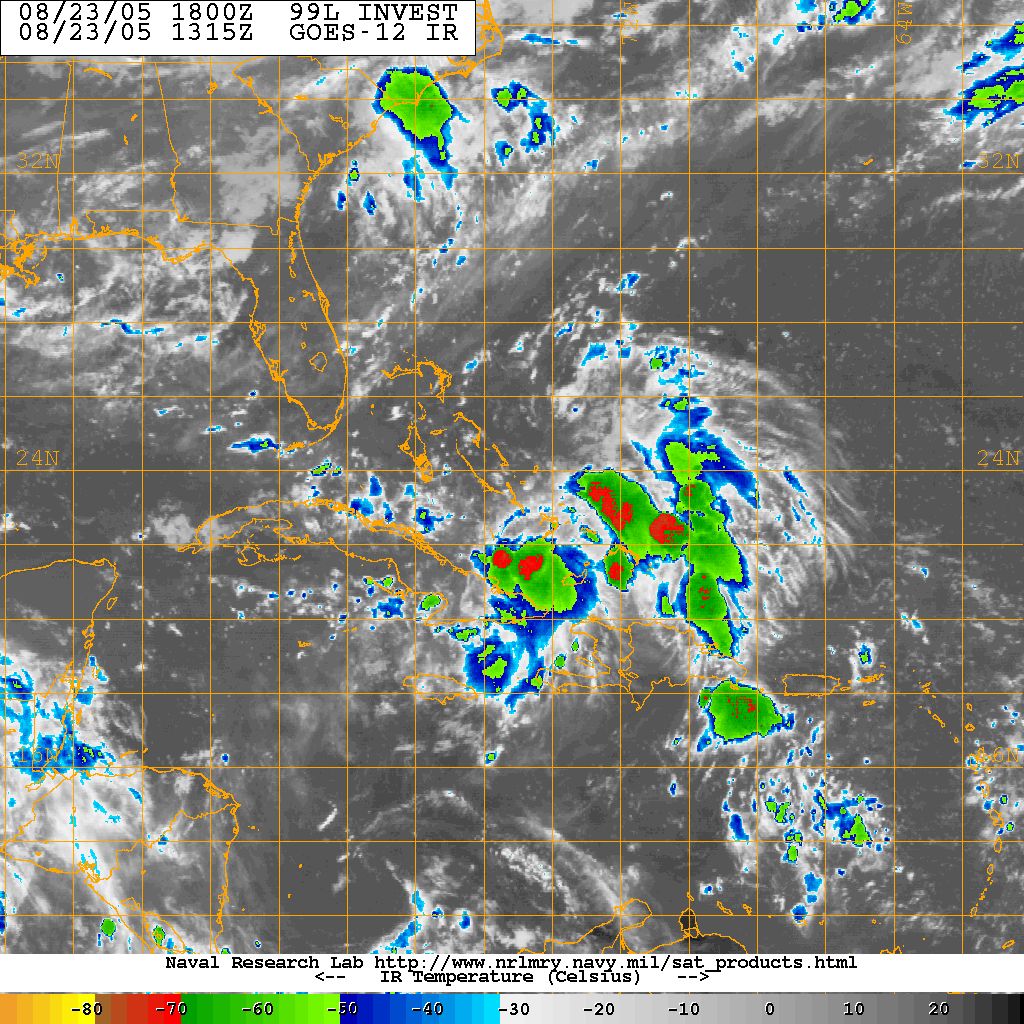 08/23/05 1800Z 99L INVEST
08/23/05 1315Z GOES-12 IR
72W
64W
32N
32N
24N
24N
16N
16N
Naval Research Lab http://www.nrlmry.navy.mil/sat_products.html
<-- IR Temperature (Celsius) -->
-80 -70 -60 -50 -40 -30 -20 -10 0 10 20